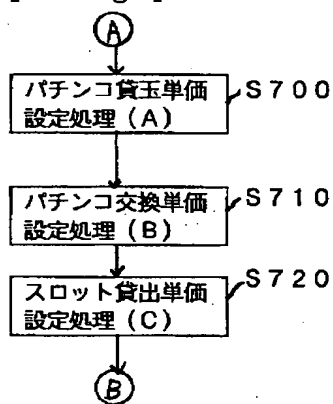 A
パチンコ貸玉単価
設定処理(A)
S700
パチンコ交換単価
設定処理(B)
S710
スロット貸出単価
設定処理(C)
S720
B